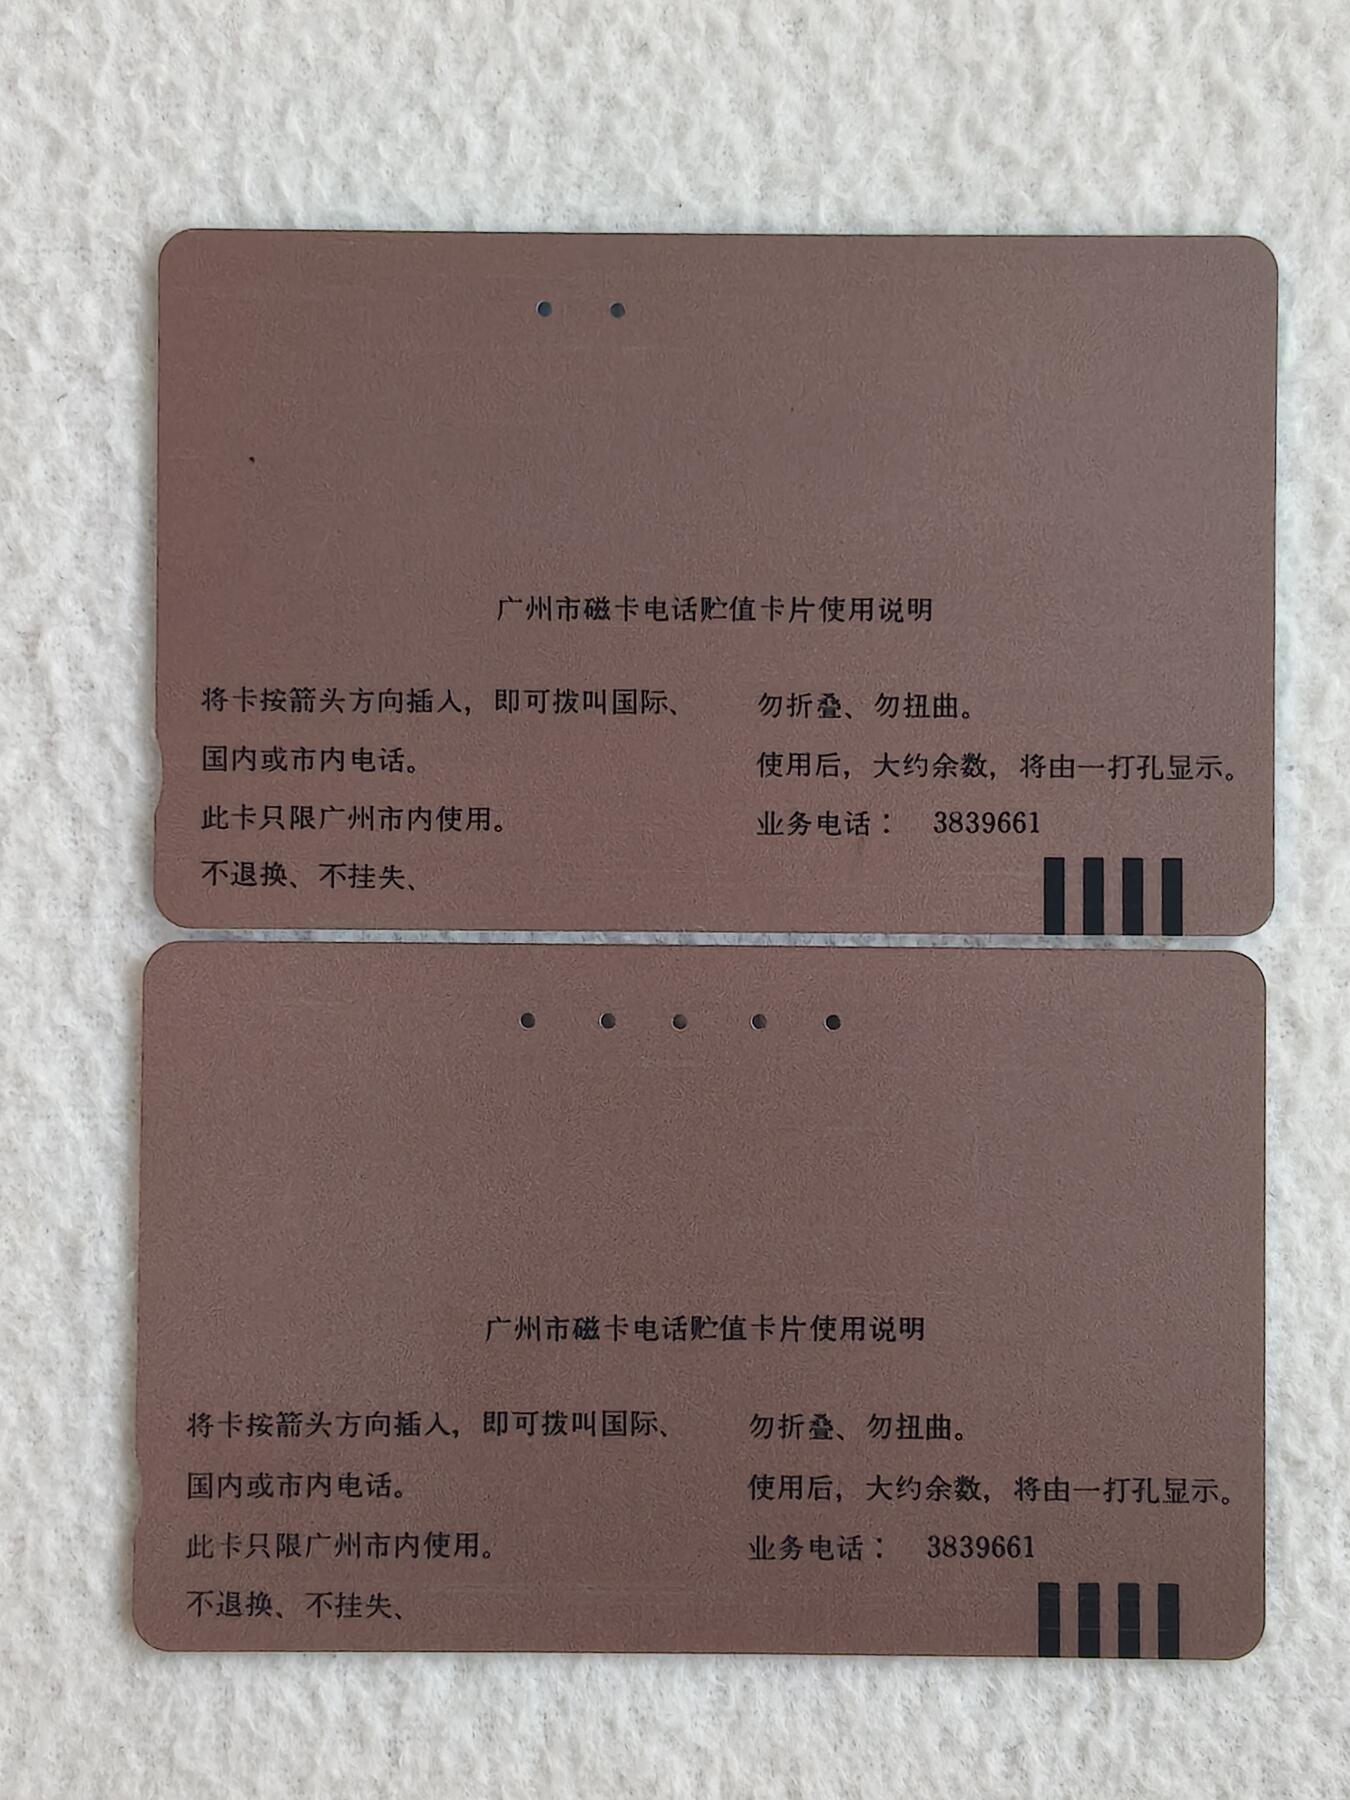 广州市磁卡电话贮值卡片使用说明
将卡按箭头方向插入，即可拨叫国际、
国内或市内电话。
此卡只限广州市内使用。
不退换、不挂失、
勿折叠、勿扭曲。
使用后，大约余数，将由一打孔显示。
业务电话： 3839661
广州市磁卡电话贮值卡片使用说明
将卡按箭头方向插入，即可拨叫国际、
国内或市内电话。
此卡只限广州市内使用。
不退换、不挂失、
勿折叠、勿扭曲。
使用后，大约余数，将由一打孔显示。
业务电话： 3839661